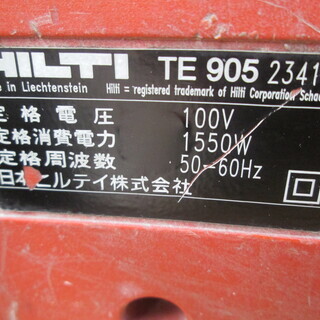 HILTI TE 905 2341
in Liechtenstein Hilti = registered trademark of Hilti Corporation
定格電圧 100V
定格消費電力 1550W
定格周波数 50-60Hz
日本ヒルティ株式会社